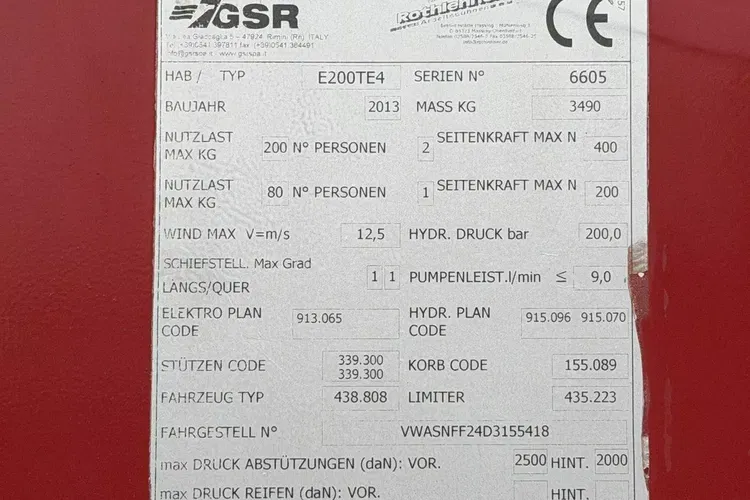 GSR
Rothlehner
Arbeitsbühnen
CE
57
HAB / TYP E200TE4 SERIEN N° 6605
BAUJAHR 2013 MASS KG 3490
NUTZLAST MAX KG 200 N° PERSONEN 2 SEITENKRAFT MAX N 400
NUTZLAST MAX KG 80 N° PERSONEN 1 SEITENKRAFT MAX N 200
WIND MAX V=m/s 12,5 HYDR. DRUCK bar 200,0
SCHIEFSTELL. Max Grad
LANGS/QUER 1 1 PUMPENLEIST.l/min ≤ 9,0
ELEKTRO PLAN CODE 913.065 HYDR. PLAN CODE 915.096 915.070
STÜTZEN CODE 339.300 339.300 KORB CODE 155.089
FAHRZEUG TYP 438.808 LIMITER 435.223
FAHRGESTELL N° VWASNFF24D3155418
max DRUCK ABSTÜTZUNGEN (daN): VOR. 2500 HINT. 2000
max DRUCK REIFEN (daN): VOR. HINT.